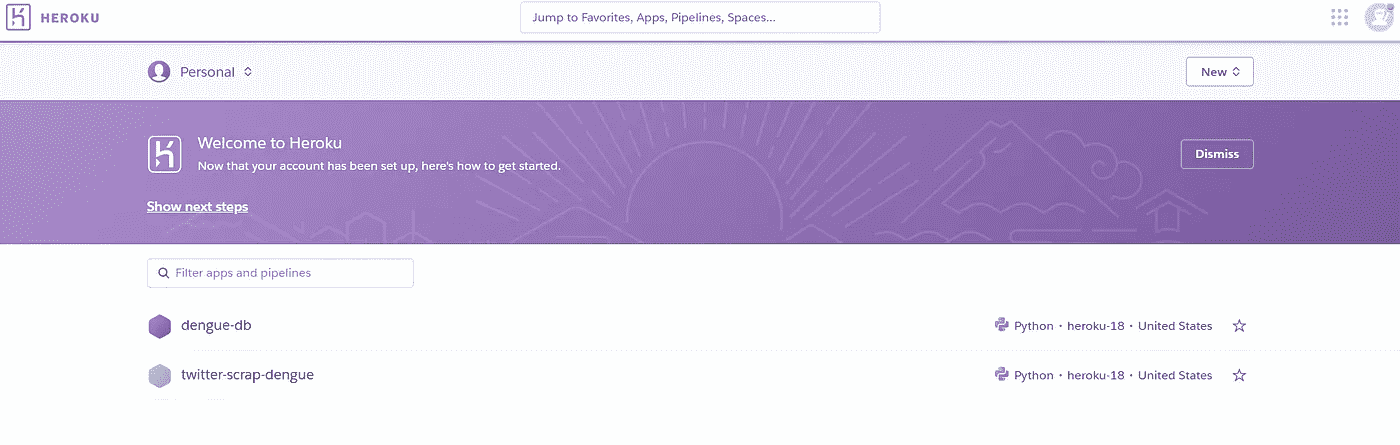 HEROKU
Jump to Favorites, Apps, Pipelines, Spaces...
Personal
New
Welcome to Heroku
Now that your account has been set up, here's how to get started.
Dismiss
Show next steps
Filter apps and pipelines
dengue-db
Python · heroku-18 · United States
twitter-scrap-dengue
Python · heroku-18 · United States